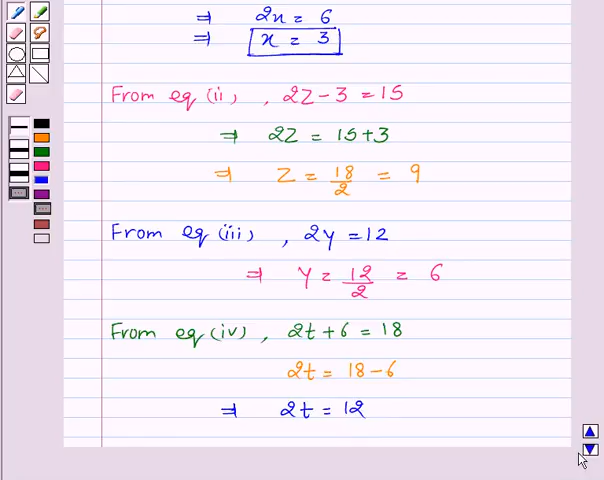 ⇒ 2x = 6
⇒ x = 3
From eq (ii), 2Z - 3 = 15
⇒ 2Z = 15 + 3
⇒ Z = 18/2 = 9
From eq (iii), 2y = 12
⇒ y = 12/2 = 6
From eq (iv), 2t + 6 = 18
2t = 18 - 6
⇒ 2t = 12